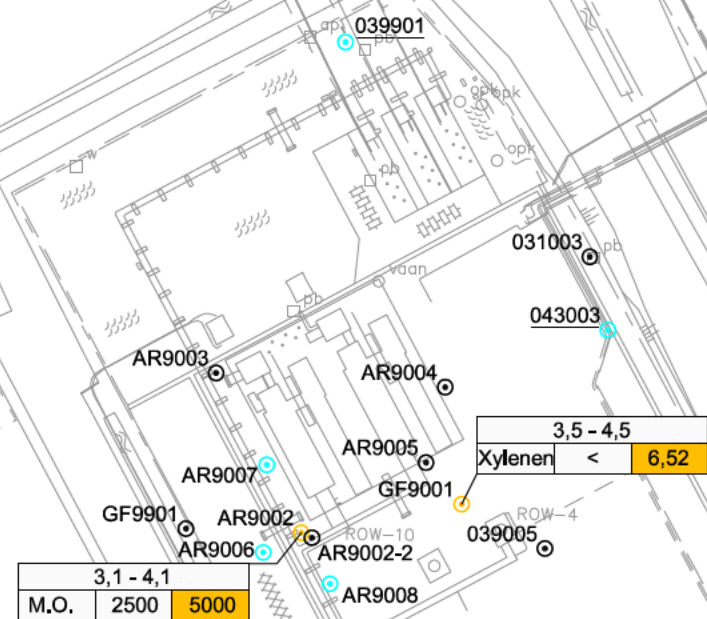 ap
039901
pb
opk
opk
w
opk
pb
031003
pb
vaan
043003
pb
AR9003
AR9004
3,5 - 4,5
Xylenen < 6,52
AR9005
AR9007
GF9001
GF9901
AR9002
ROW-4
ROW-10
039005
AR9006
AR9002-2
3,1 - 4,1
M.O. 2500 5000
AR9008